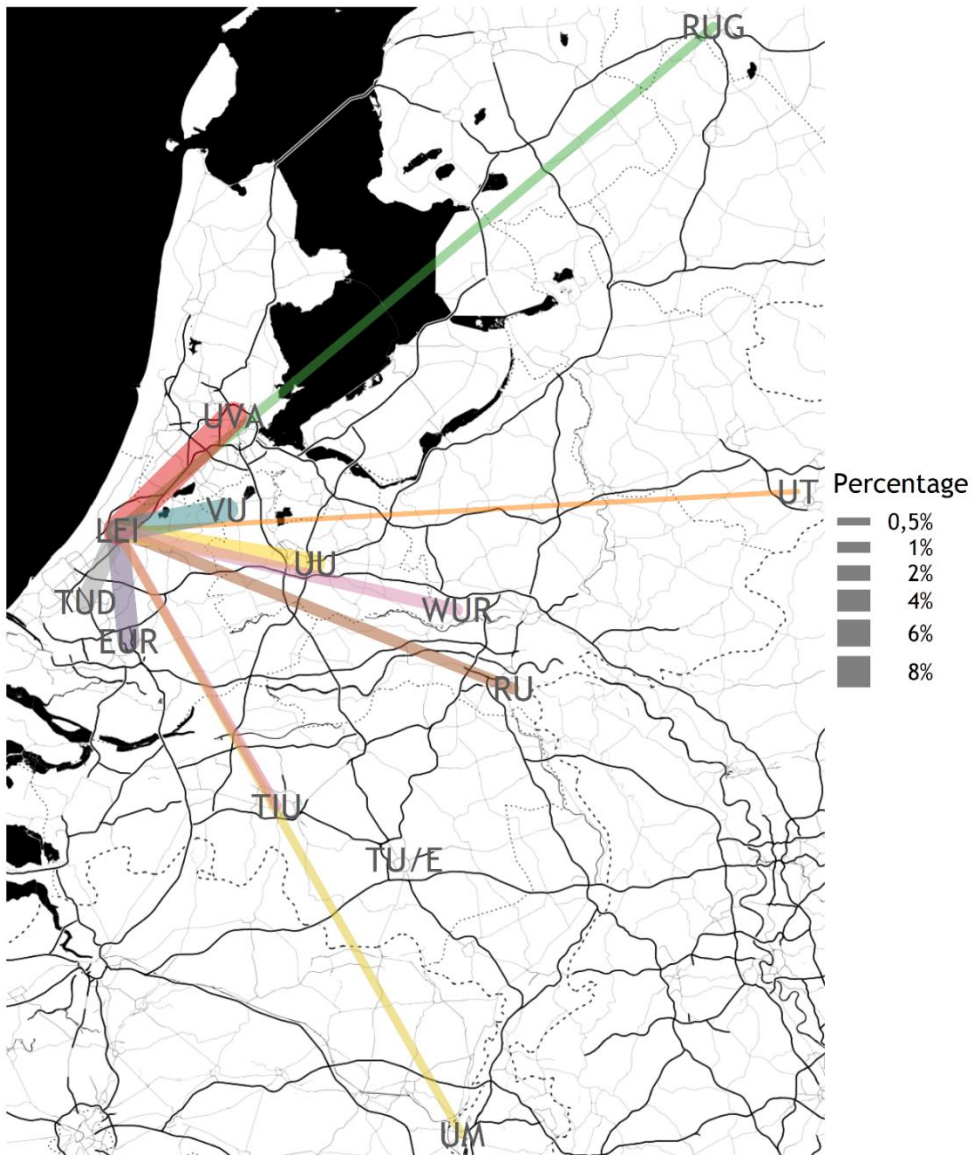 RUG
UVA
UT
Percentage
VU
0,5%
LEI
1%
UU
2%
TUD
WUR
4%
EUR
6%
8%
RU
TIU
TU/E
UM